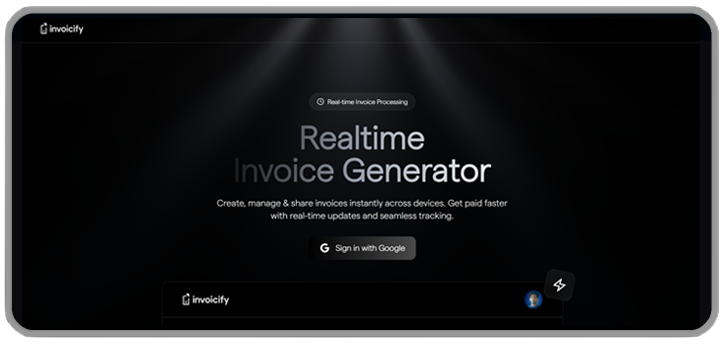 invoicify
Real-time Invoice Processing
Realtime
Invoice Generator
Create, manage & share invoices instantly across devices. Get paid faster
with real-time updates and seamless tracking.
G Sign in with Google
invoicify